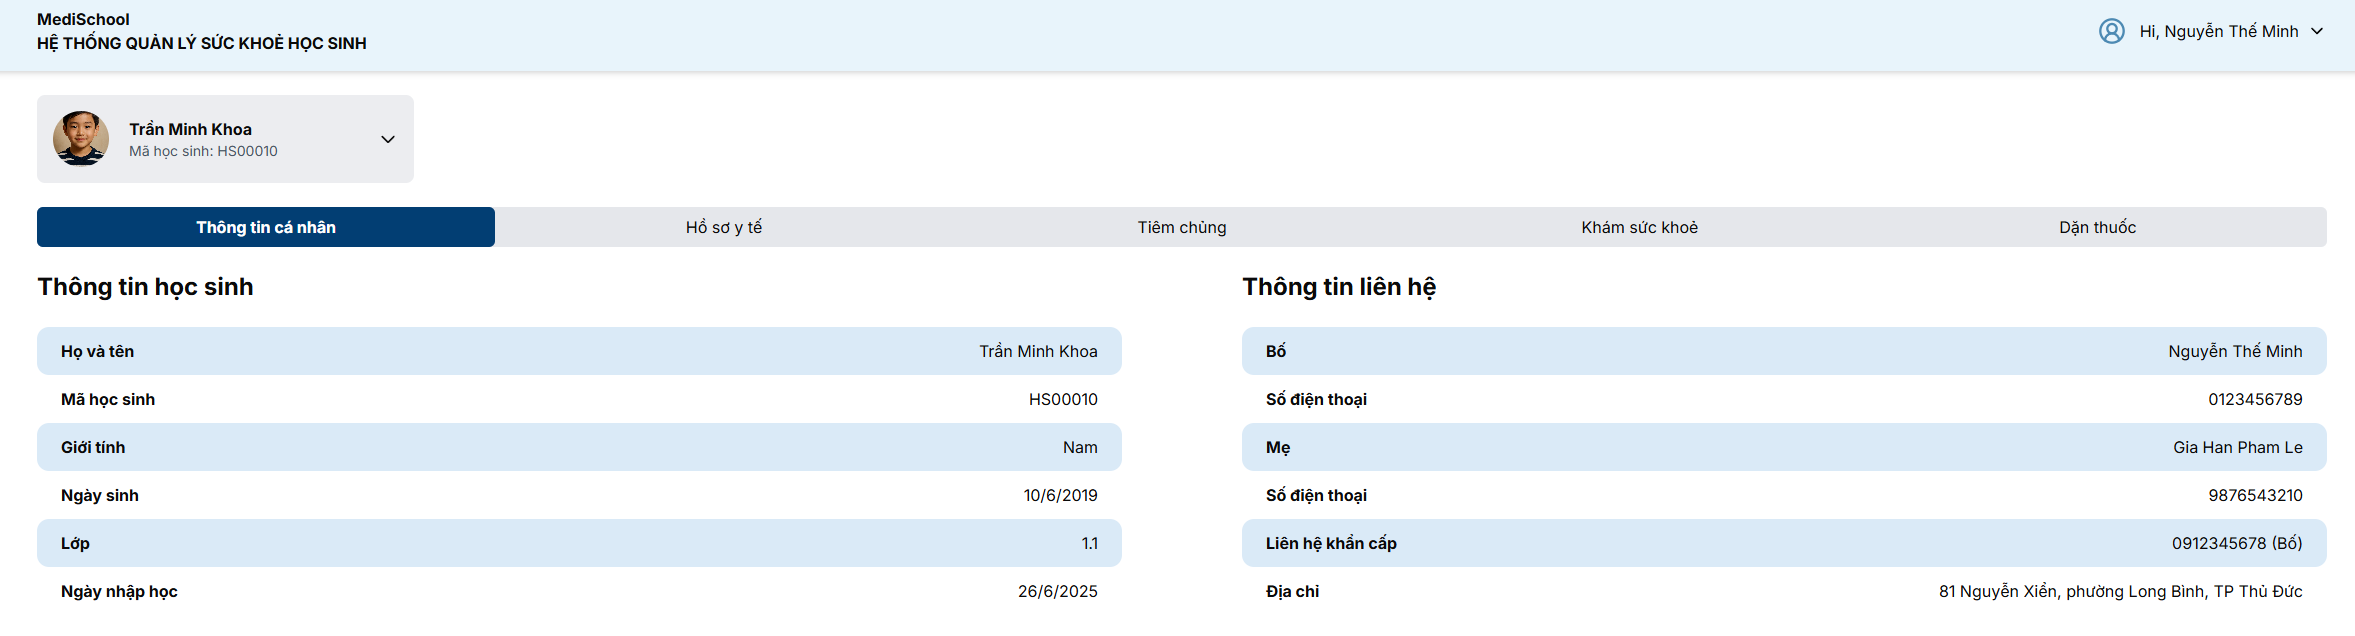 MediSchool
HỆ THỐNG QUẢN LÝ SỨC KHOẺ HỌC SINH
Hi, Nguyễn Thế Minh
Trần Minh Khoa
Mã học sinh: HS00010
Thông tin cá nhân
Hồ sơ y tế
Tiêm chủng
Khám sức khoẻ
Dặn thuốc
Thông tin học sinh
Họ và tên Trần Minh Khoa
Mã học sinh HS00010
Giới tính Nam
Ngày sinh 10/6/2019
Lớp 1.1
Ngày nhập học 26/6/2025
Thông tin liên hệ
Bố Nguyễn Thế Minh
Số điện thoại 0123456789
Mẹ Gia Han Pham Le
Số điện thoại 9876543210
Liên hệ khẩn cấp 0912345678 (Bố)
Địa chỉ 81 Nguyễn Xiển, phường Long Bình, TP Thủ Đức